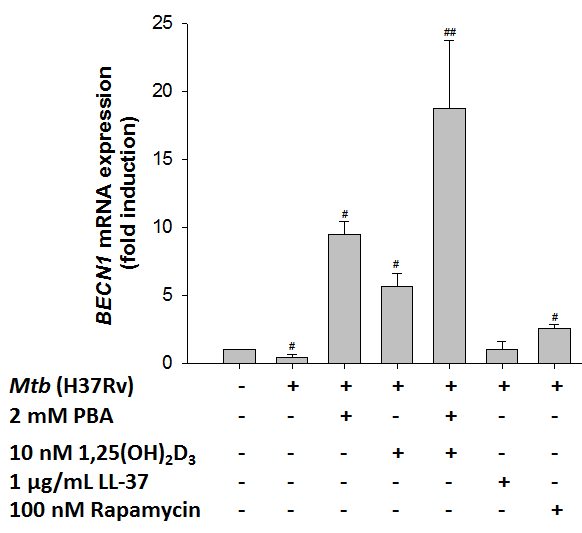 25
20
15
10
5
0
BECN1 mRNA expression
(fold induction)
# # # ## #
Mtb (H37Rv) - + + + + + +
2 mM PBA - - + - + - -
10 nM 1,25(OH)₂D₃ - - - + + - -
1 µg/mL LL-37 - - - - - + -
100 nM Rapamycin - - - - - - +